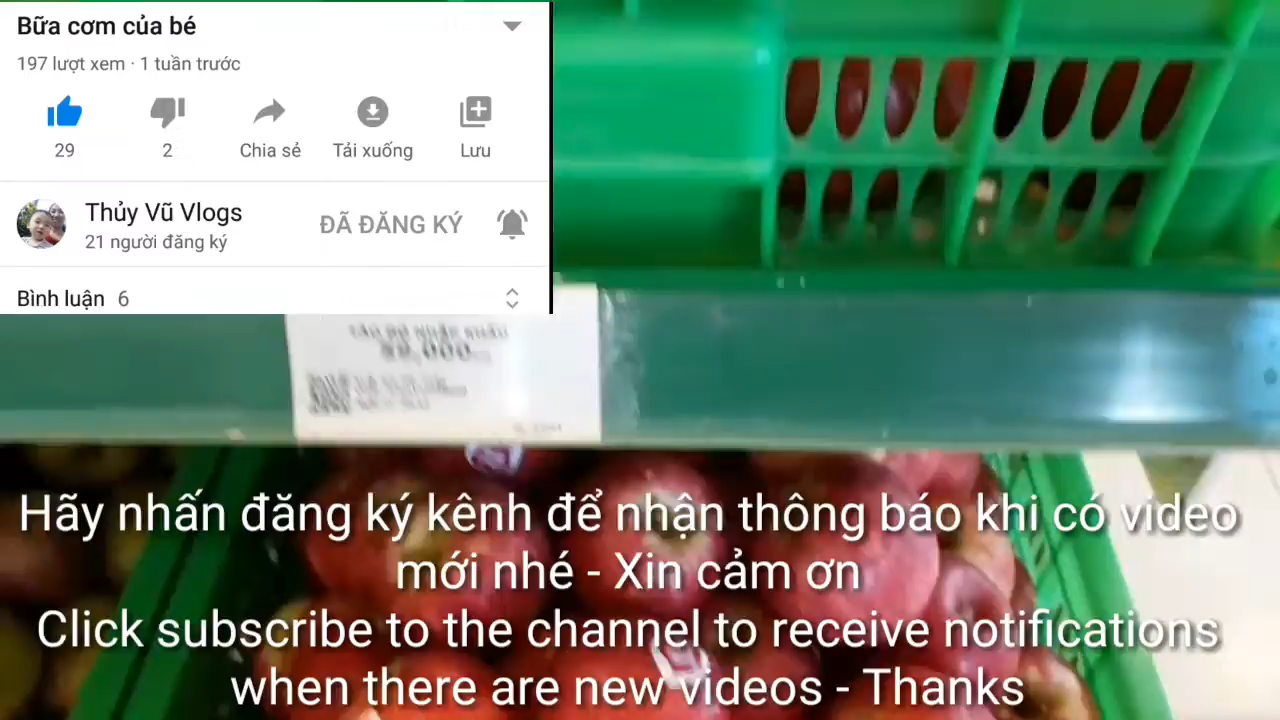 Bữa cơm của bé
197 lượt xem · 1 tuần trước
29
2
Chia sẻ
Tải xuống
Lưu
Thủy Vũ Vlogs
21 người đăng ký
ĐÃ ĐĂNG KÝ
Bình luận 6
Hãy nhấn đăng ký kênh để nhận thông báo khi có video
mới nhé - Xin cảm ơn
Click subscribe to the channel to receive notifications
when there are new videos - Thanks